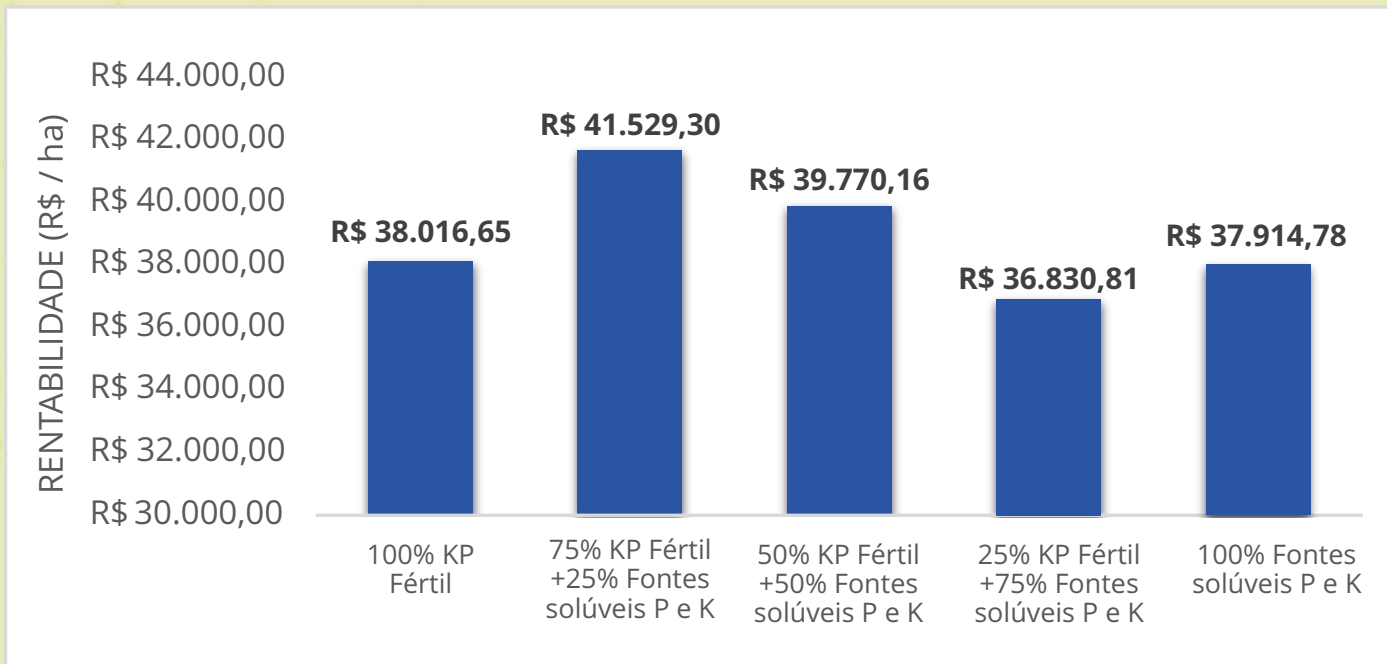 RENTABILIDADE (R$ / ha)
R$ 44.000,00
R$ 42.000,00
R$ 40.000,00
R$ 38.000,00
R$ 36.000,00
R$ 34.000,00
R$ 32.000,00
R$ 30.000,00
R$ 38.016,65
R$ 41.529,30
R$ 39.770,16
R$ 36.830,81
R$ 37.914,78
100% KP
Fértil
75% KP Fértil
+25% Fontes
solúveis P e K
50% KP Fértil
+50% Fontes
solúveis P e K
25% KP Fértil
+75% Fontes
solúveis P e K
100% Fontes
solúveis P e K